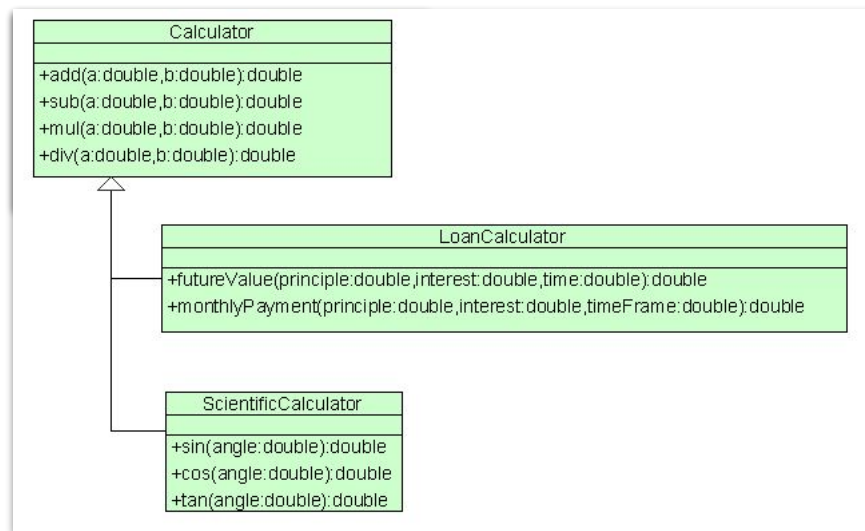 Calculator
+add(a:double,b:double):double
+sub(a:double,b:double):double
+mul(a:double,b:double):double
+div(a:double,b:double):double
LoanCalculator
+futureValue(principle:double,interest:double,time:double):double
+monthlyPayment(principle:double,interest:double,timeFrame:double):double
ScientificCalculator
+sin(angle:double):double
+cos(angle:double):double
+tan(angle:double):double